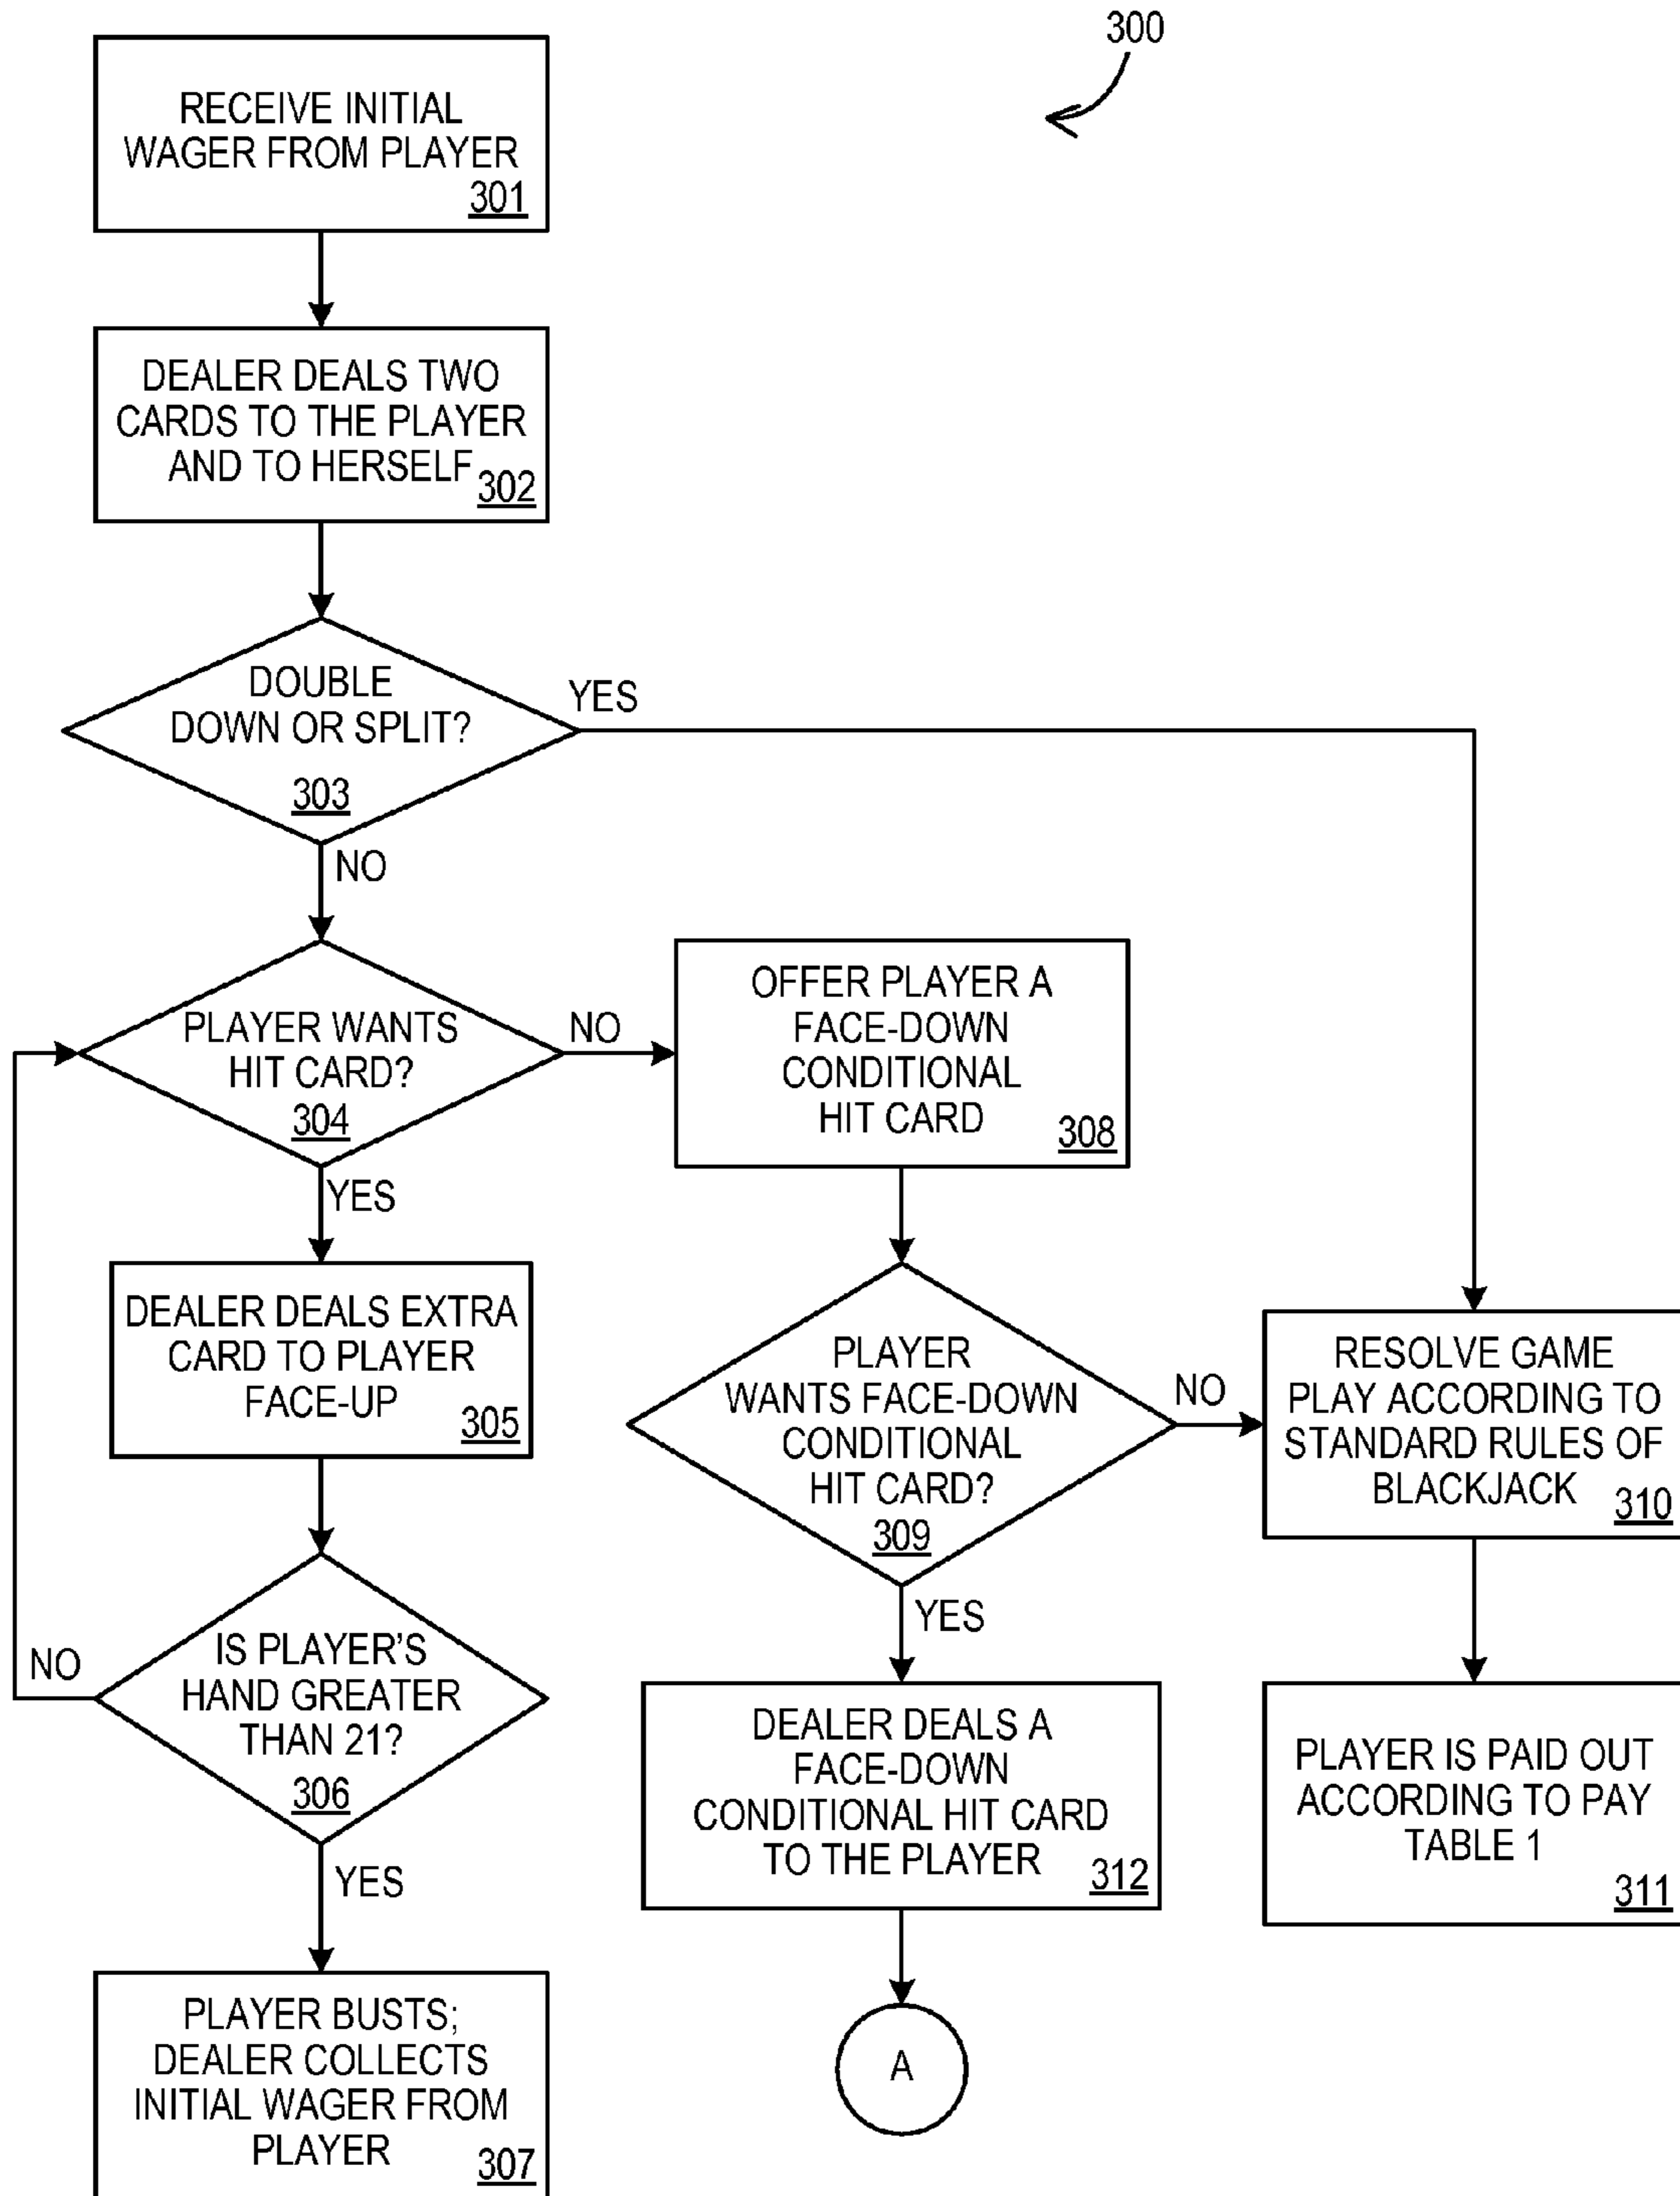 300
RECEIVE INITIAL
WAGER FROM PLAYER
301
DEALER DEALS TWO
CARDS TO THE PLAYER
AND TO HERSELF
302
DOUBLE
DOWN OR SPLIT?
303
YES
NO
PLAYER WANTS
HIT CARD?
304
NO
YES
OFFER PLAYER A
FACE-DOWN
CONDITIONAL
HIT CARD
308
DEALER DEALS EXTRA
CARD TO PLAYER
FACE-UP
305
PLAYER
WANTS FACE-DOWN
CONDITIONAL
HIT CARD?
309
NO
YES
RESOLVE GAME
PLAY ACCORDING TO
STANDARD RULES OF
BLACKJACK
310
IS PLAYER'S
HAND GREATER
THAN 21?
306
NO
YES
DEALER DEALS A
FACE-DOWN
CONDITIONAL HIT CARD
TO THE PLAYER
312
PLAYER IS PAID OUT
ACCORDING TO PAY
TABLE 1
311
PLAYER BUSTS;
DEALER COLLECTS
INITIAL WAGER FROM
PLAYER
307
A